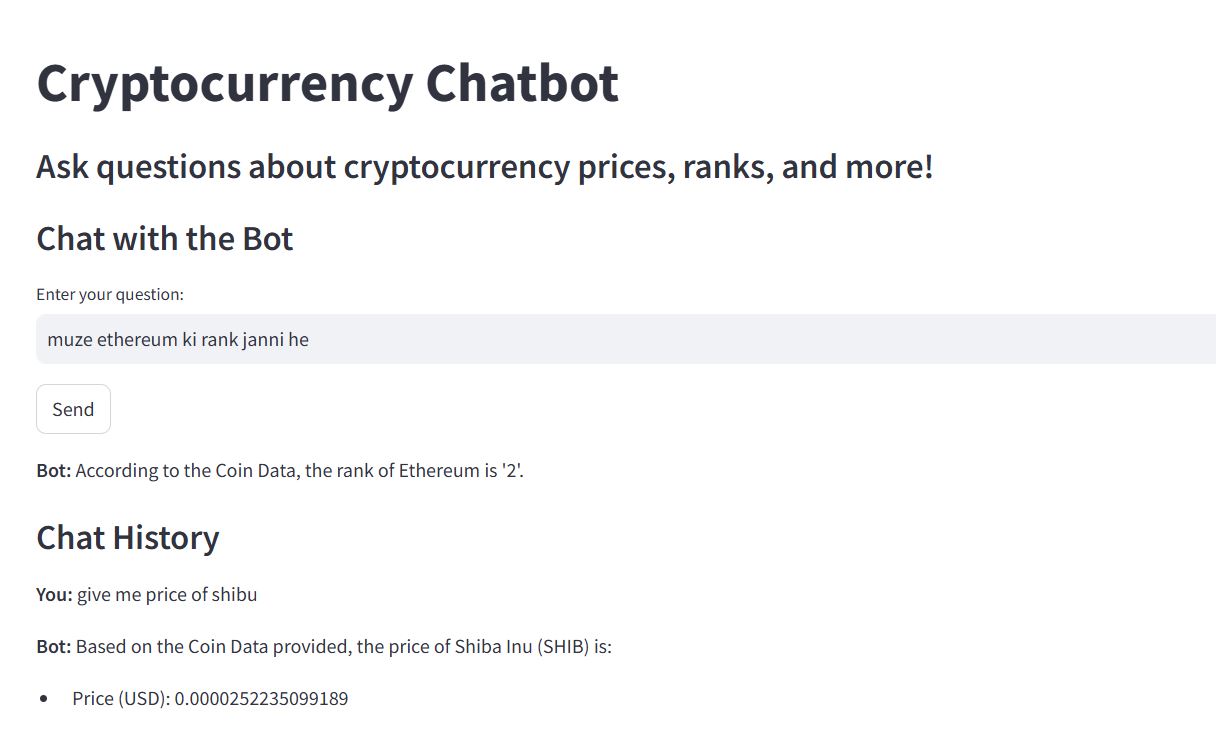 Cryptocurrency Chatbot
Ask questions about cryptocurrency prices, ranks, and more!
Chat with the Bot
Enter your question:
muze ethereum ki rank janni he
Send
Bot: According to the Coin Data, the rank of Ethereum is '2'.
Chat History
You: give me price of shibu
Bot: Based on the Coin Data provided, the price of Shiba Inu (SHIB) is:
• Price (USD): 0.0000252235099189